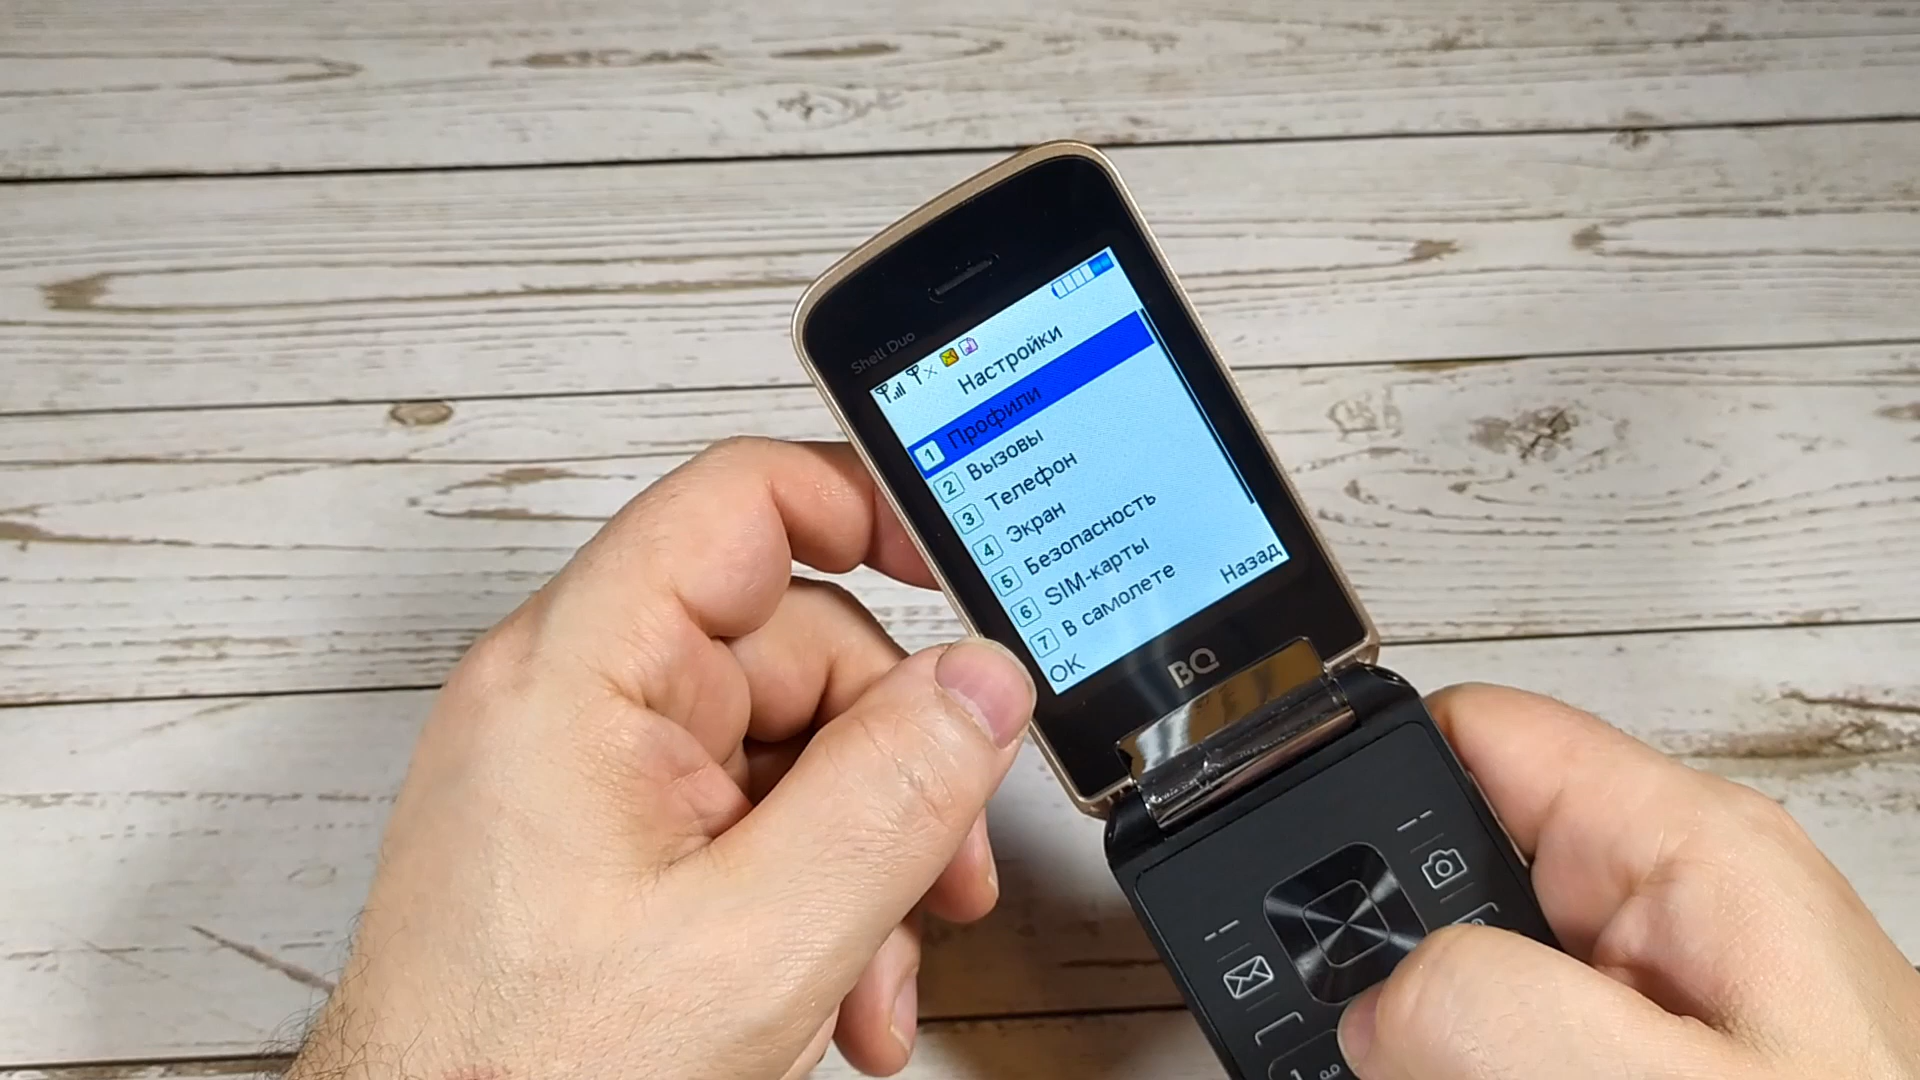 Shell Duo
Настройки
1 Профили
2 Вызовы
3 Телефон
4 Экран
5 Безопасность
6 SIM-карты
7 В самолете
OK Назад
BQ
1